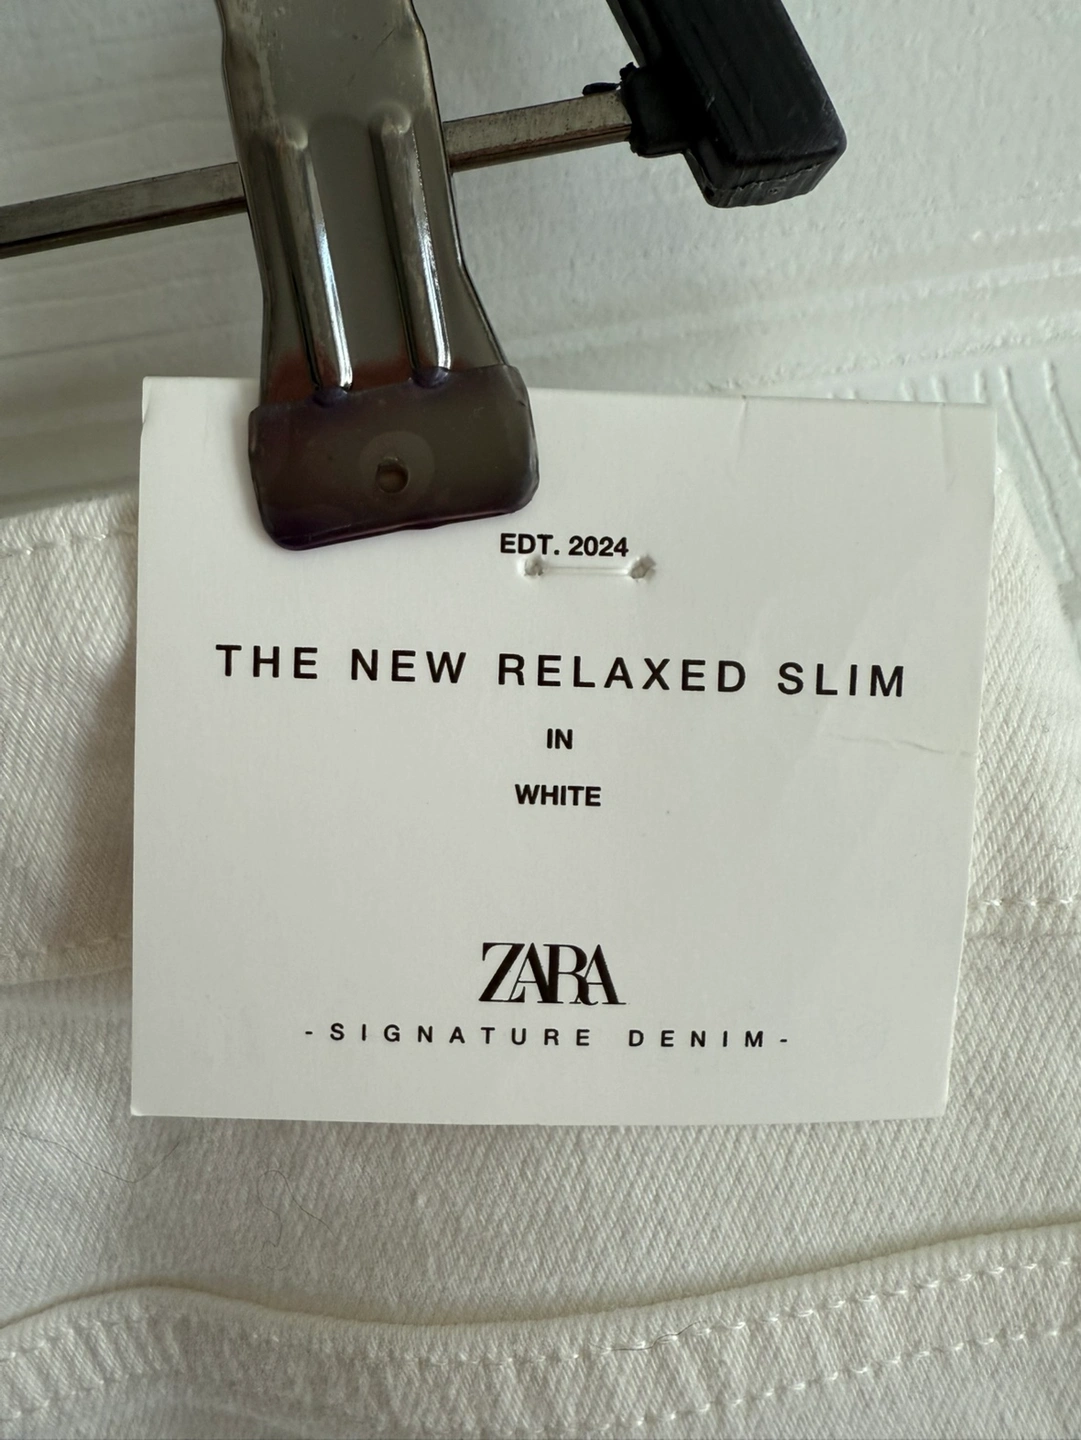 EDT. 2024
THE NEW RELAXED SLIM
IN
WHITE
ZARA
-SIGNATURE DENIM-